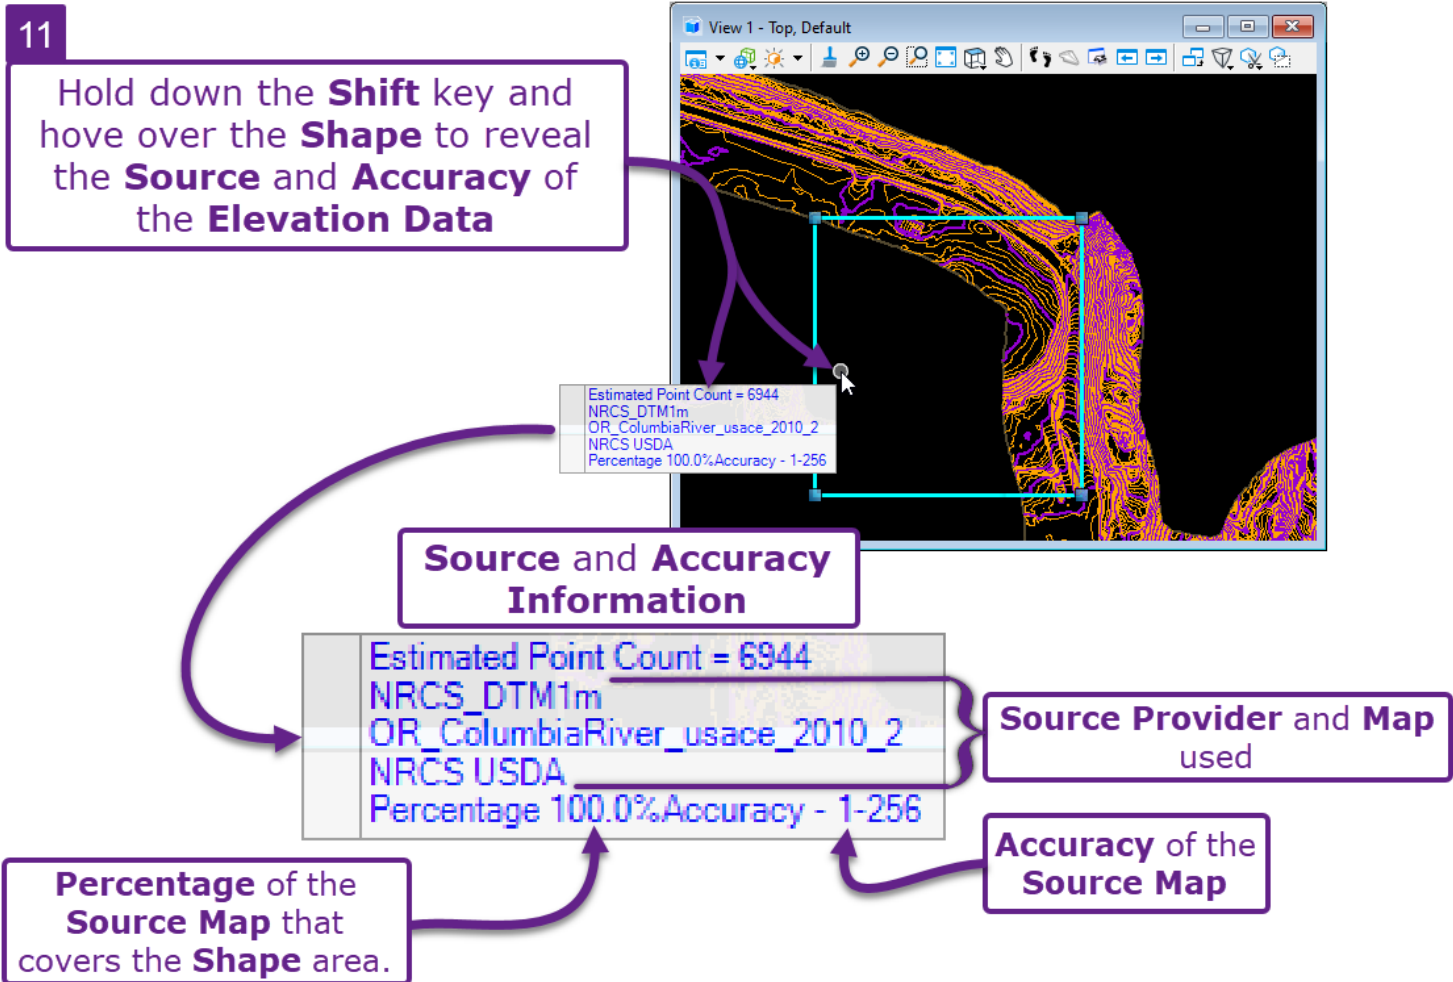 11
Hold down the Shift key and
hover over the Shape to reveal
the Source and Accuracy of
the Elevation Data
View 1 - Top, Default
Estimated Point Count = 6944
NRCS_DTM1m
OR_ColumbiaRiver_usace_2010_2
NRCS USDA
Percentage 100.0%Accuracy - 1-256
Source and Accuracy
Information
Estimated Point Count = 6944
NRCS_DTM1m
OR_ColumbiaRiver_usace_2010_2
NRCS USDA
Percentage 100.0%Accuracy - 1-256
Source Provider and Map
used
Accuracy of the
Source Map
Percentage of the
Source Map that
covers the Shape area.